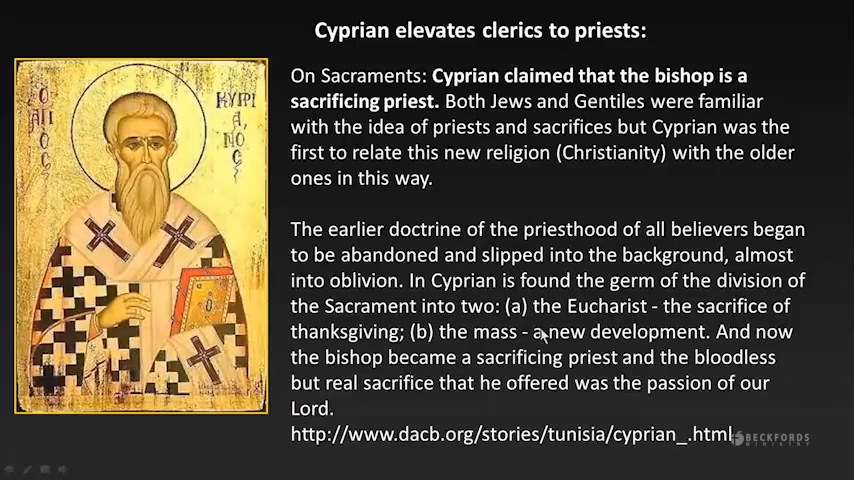 Cyprian elevates clerics to priests:
On Sacraments: Cyprian claimed that the bishop is a
sacrificing priest. Both Jews and Gentiles were familiar
with the idea of priests and sacrifices but Cyprian was the
first to relate this new religion (Christianity) with the older
ones in this way.
The earlier doctrine of the priesthood of all believers began
to be abandoned and slipped into the background, almost
into oblivion. In Cyprian is found the germ of the division of
the Sacrament into two: (a) the Eucharist - the sacrifice of
thanksgiving; (b) the mass - a new development. And now
the bishop became a sacrificing priest and the bloodless
but real sacrifice that he offered was the passion of our
Lord.
http://www.dacb.org/stories/tunisia/cyprian_.html
BECKFORDS
MINISTRY